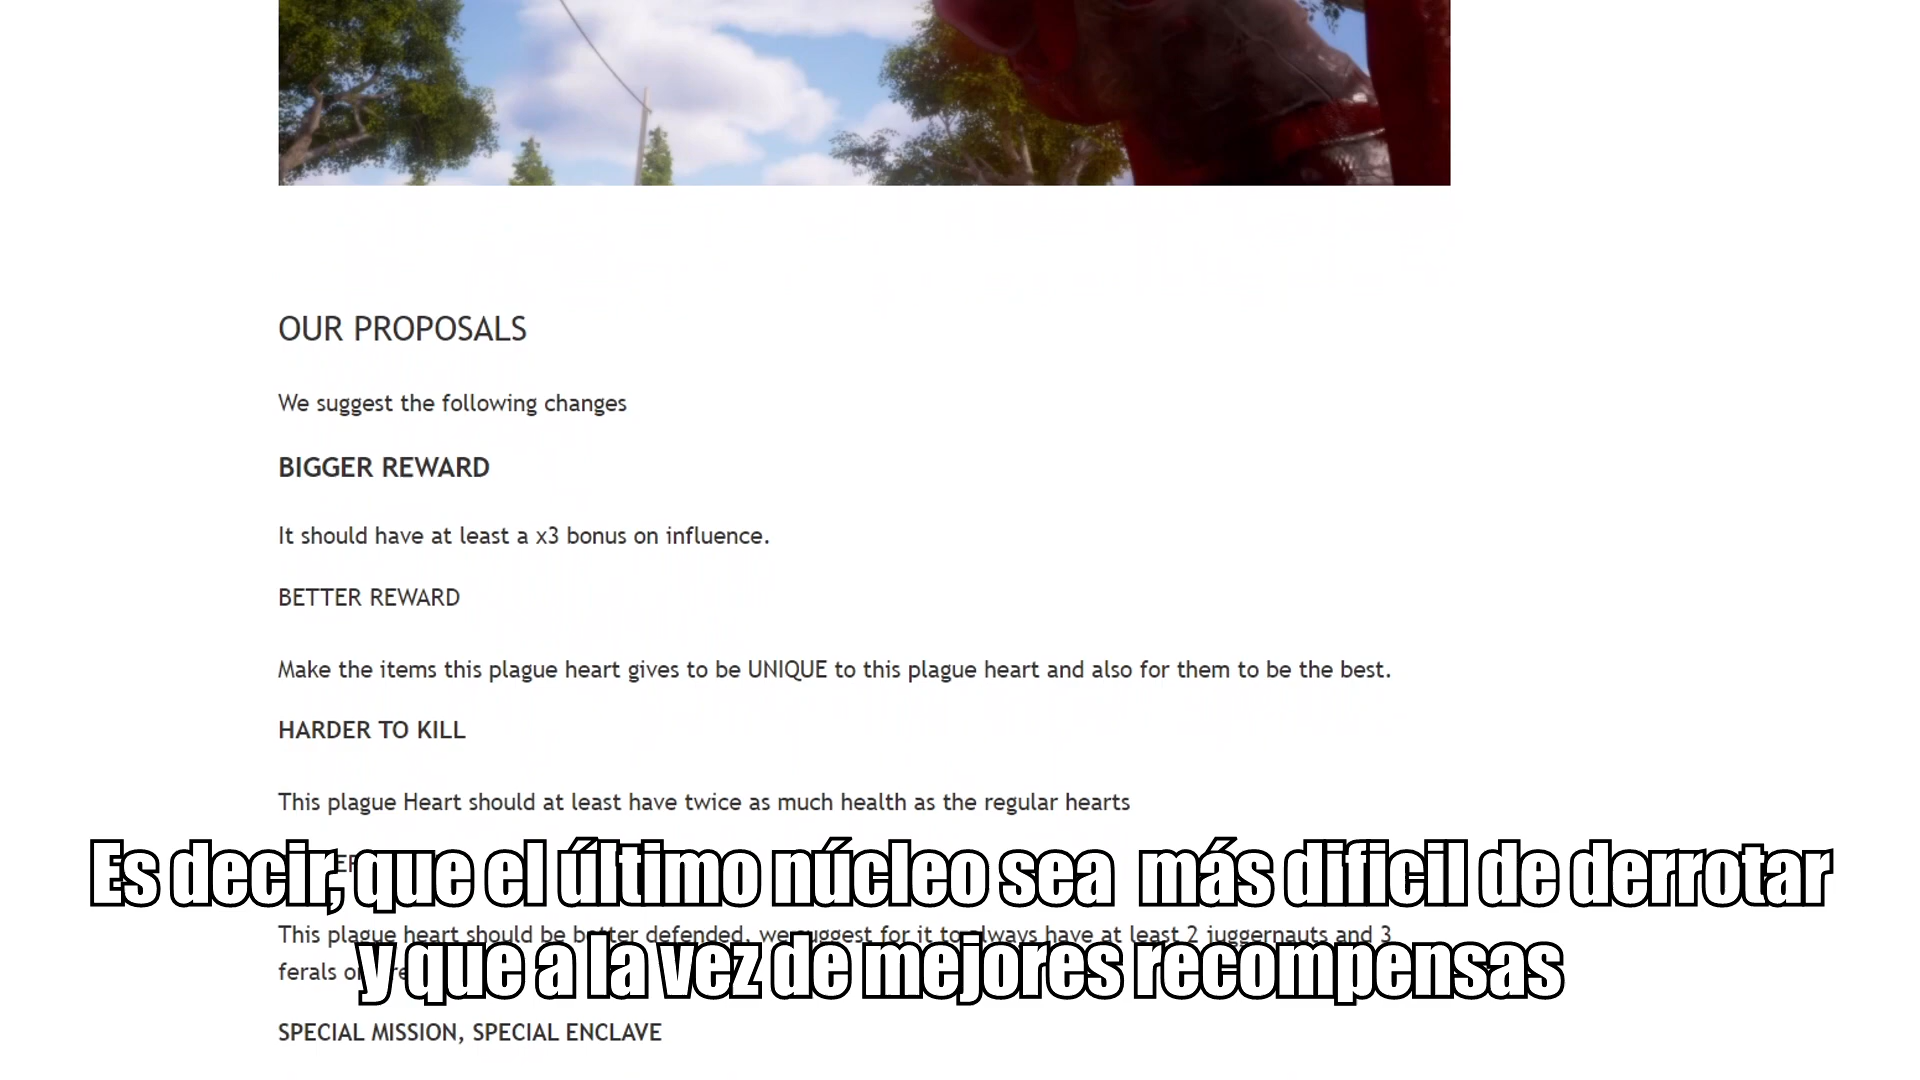 OUR PROPOSALS
We suggest the following changes
BIGGER REWARD
It should have at least a x3 bonus on influence.
BETTER REWARD
Make the items this plague heart gives to be UNIQUE to this plague heart and also for them to be the best.
HARDER TO KILL
This plague Heart should at least have twice as much health as the regular hearts
Es decir, que el último núcleo sea más dificil de derrotar
This plague heart should be better defended, we suggest for it to always have at least 2 juggernauts and 3
ferals
y que a la vez de mejores recompensas
SPECIAL MISSION, SPECIAL ENCLAVE